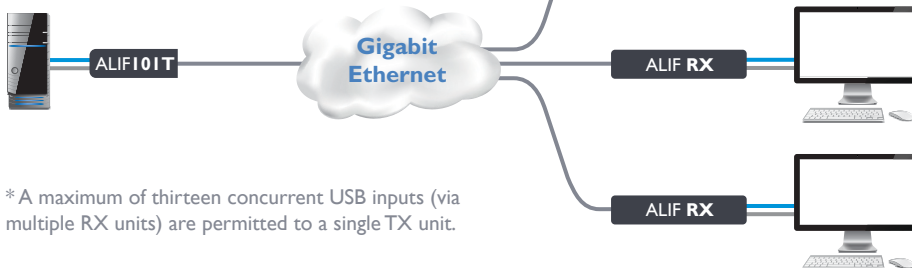 Gigabit
Ethernet
ALIF101T
ALIF RX
* A maximum of thirteen concurrent USB inputs (via
multiple RX units) are permitted to a single TX unit.
ALIF RX